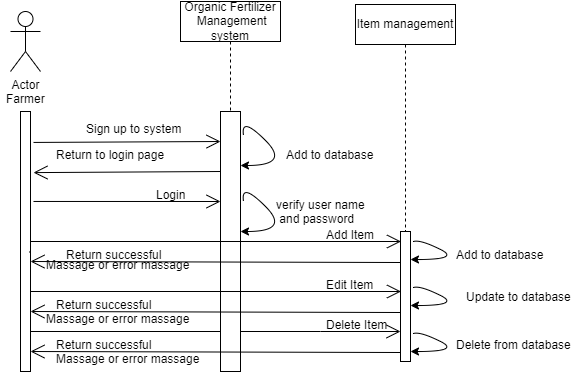 Organic Fertilizer
Management
system
Item management
Actor
Farmer
Sign up to system
Return to login page
Add to database
Login
verify user name
and password
Add Item
Return successful
Massage or error massage
Add to database
Edit Item
Return successful
Massage or error massage
Update to database
Delete Item
Return successful
Massage or error massage
Delete from database